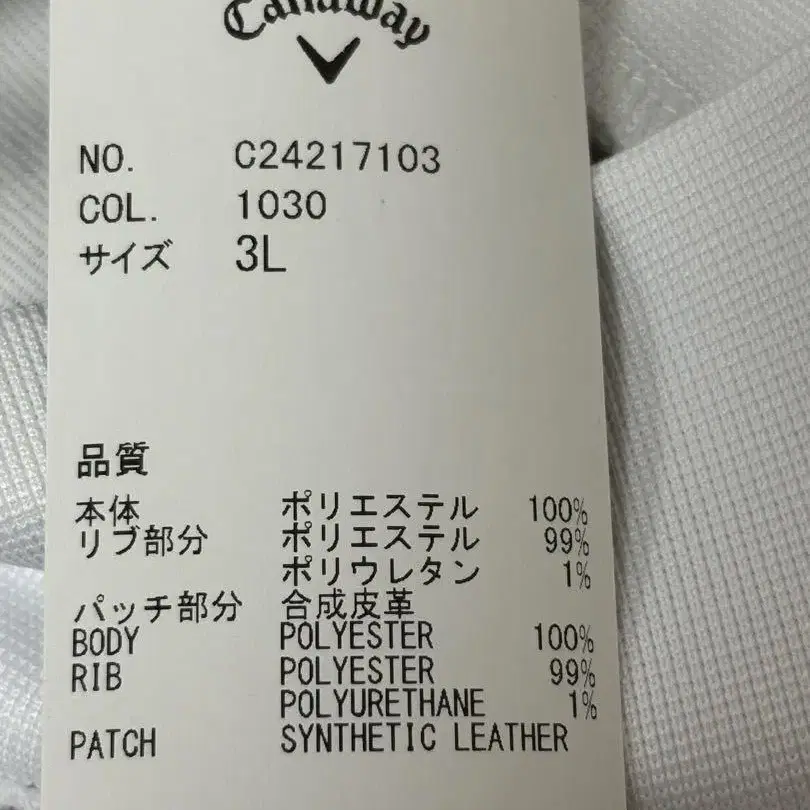 Callaway
NO. C24217103
COL. 1030
サイズ 3L
品質
本体 ポリエステル 100%
リブ部分 ポリエステル 99%
ポリウレタン 1%
パッチ部分 合成皮革
BODY POLYESTER 100%
RIB POLYESTER 99%
POLYURETHANE 1%
PATCH SYNTHETIC LEATHER